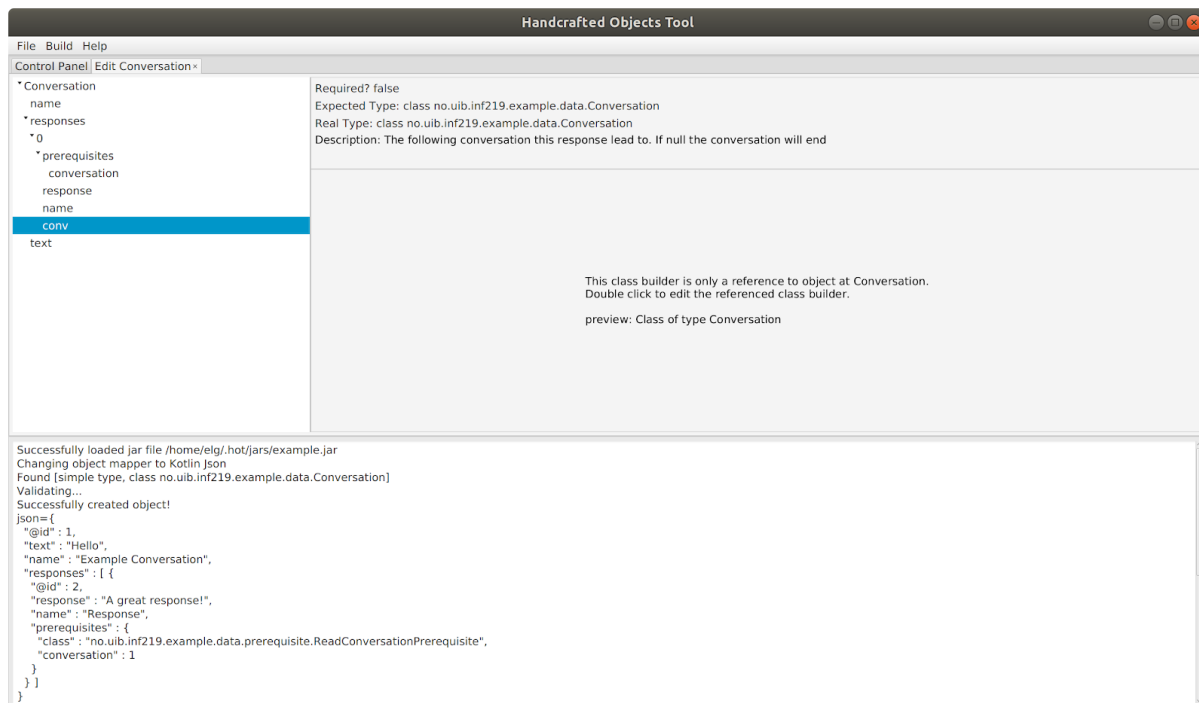 Handcrafted Objects Tool
File Build Help
Control Panel Edit Conversation×
Conversation
name
responses
0
prerequisites
conversation
response
name
conv
text
Required? false
Expected Type: class no.uib.inf219.example.data.Conversation
Real Type: class no.uib.inf219.example.data.Conversation
Description: The following conversation this response lead to. If null the conversation will end
This class builder is only a reference to object at Conversation.
Double click to edit the referenced class builder.
preview: Class of type Conversation
Successfully loaded jar file /home/elg/.hot/jars/example.jar
Changing object mapper to Kotlin Json
Found [simple type, class no.uib.inf219.example.data.Conversation]
Validating...
Successfully created object!
json={
"@id" : 1,
"text" : "Hello",
"name" : "Example Conversation",
"responses" : [ {
"@id" : 2,
"response" : "A great response!",
"name" : "Response",
"prerequisites" : {
"class" : "no.uib.inf219.example.data.prerequisite.ReadConversationPrerequisite",
"conversation" : 1
}
} ]
}